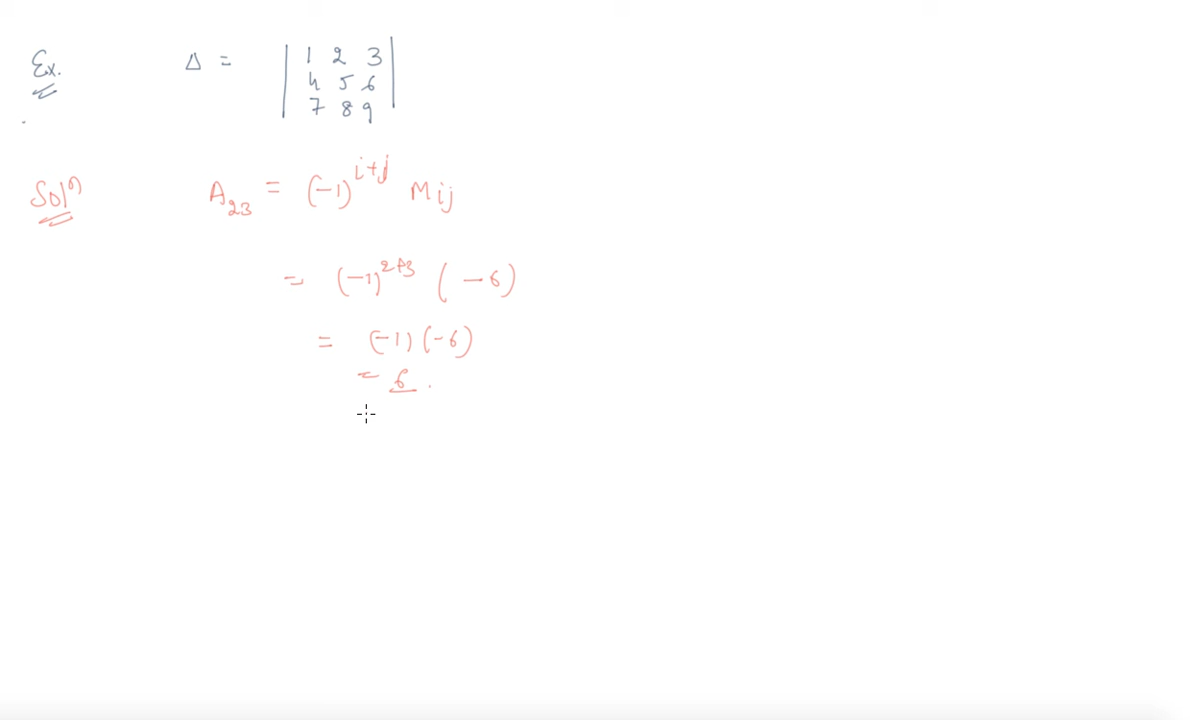 Ex. Δ = | 1 2 3 |
| 4 5 6 |
| 7 8 9 |
Solⁿ A₂₃ = (-1)^{i+j} Mij
= (-1)^{2+3} (-6)
= (-1)(-6)
= 6.